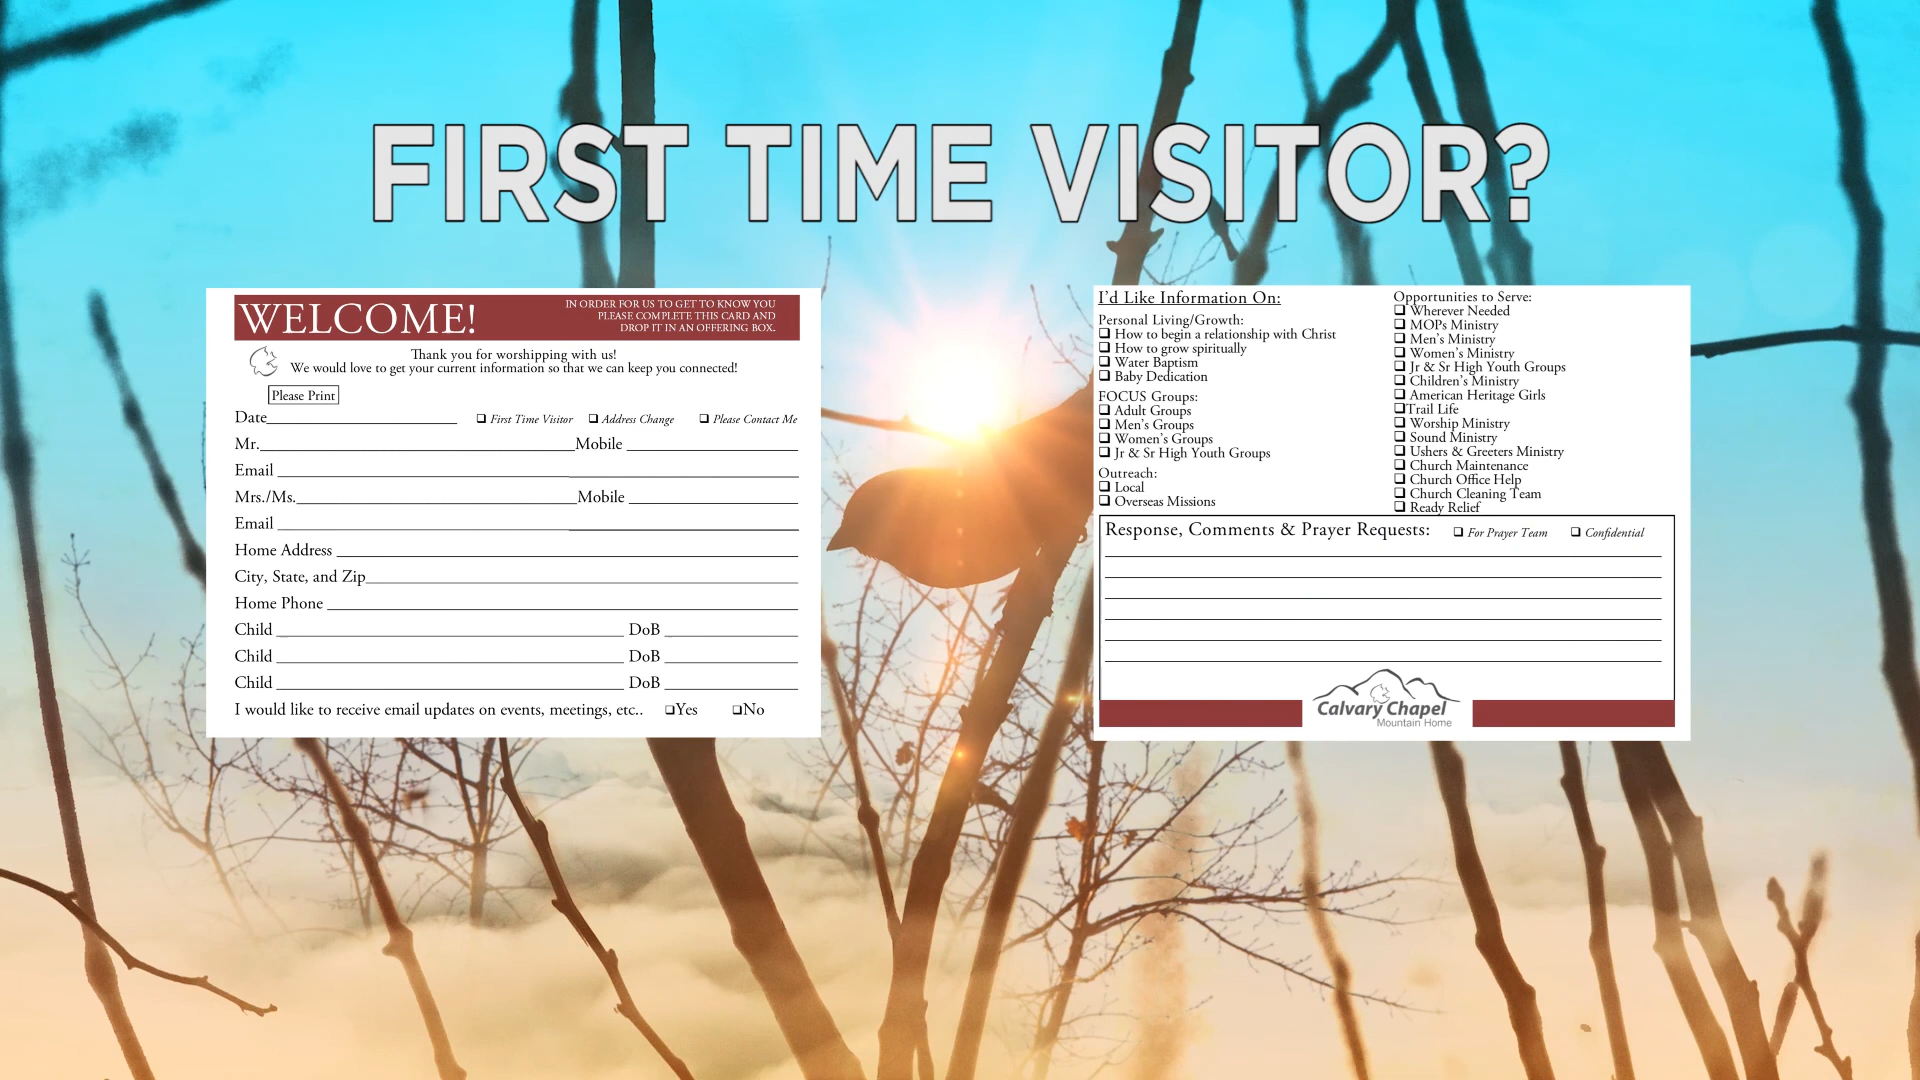 FIRST TIME VISITOR?
WELCOME!
IN ORDER FOR US TO GET TO KNOW YOU
PLEASE COMPLETE THIS CARD AND
DROP IT IN AN OFFERING BOX.
Thank you for worshipping with us!
We would love to get your current information so that we can keep you connected!
Please Print
Date First Time Visitor Address Change Please Contact Me
Mr. Mobile
Email
Mrs./Ms. Mobile
Email
Home Address
City, State, and Zip
Home Phone
Child DoB
Child DoB
Child DoB
I would like to receive email updates on events, meetings, etc.. Yes No
I'd Like Information On:
Personal Living/Growth:
How to begin a relationship with Christ
How to grow spiritually
Water Baptism
Baby Dedication
FOCUS Groups:
Adult Groups
Men's Groups
Women's Groups
Jr & Sr High Youth Groups
Outreach:
Local
Overseas Missions
Opportunities to Serve:
Wherever Needed
MOPs Ministry
Men's Ministry
Women's Ministry
Jr & Sr High Youth Groups
Children's Ministry
American Heritage Girls
Trail Life
Worship Ministry
Sound Ministry
Ushers & Greeters Ministry
Church Maintenance
Church Office Help
Church Cleaning Team
Ready Relief
Response, Comments & Prayer Requests: For Prayer Team Confidential
Calvary Chapel
Mountain Home